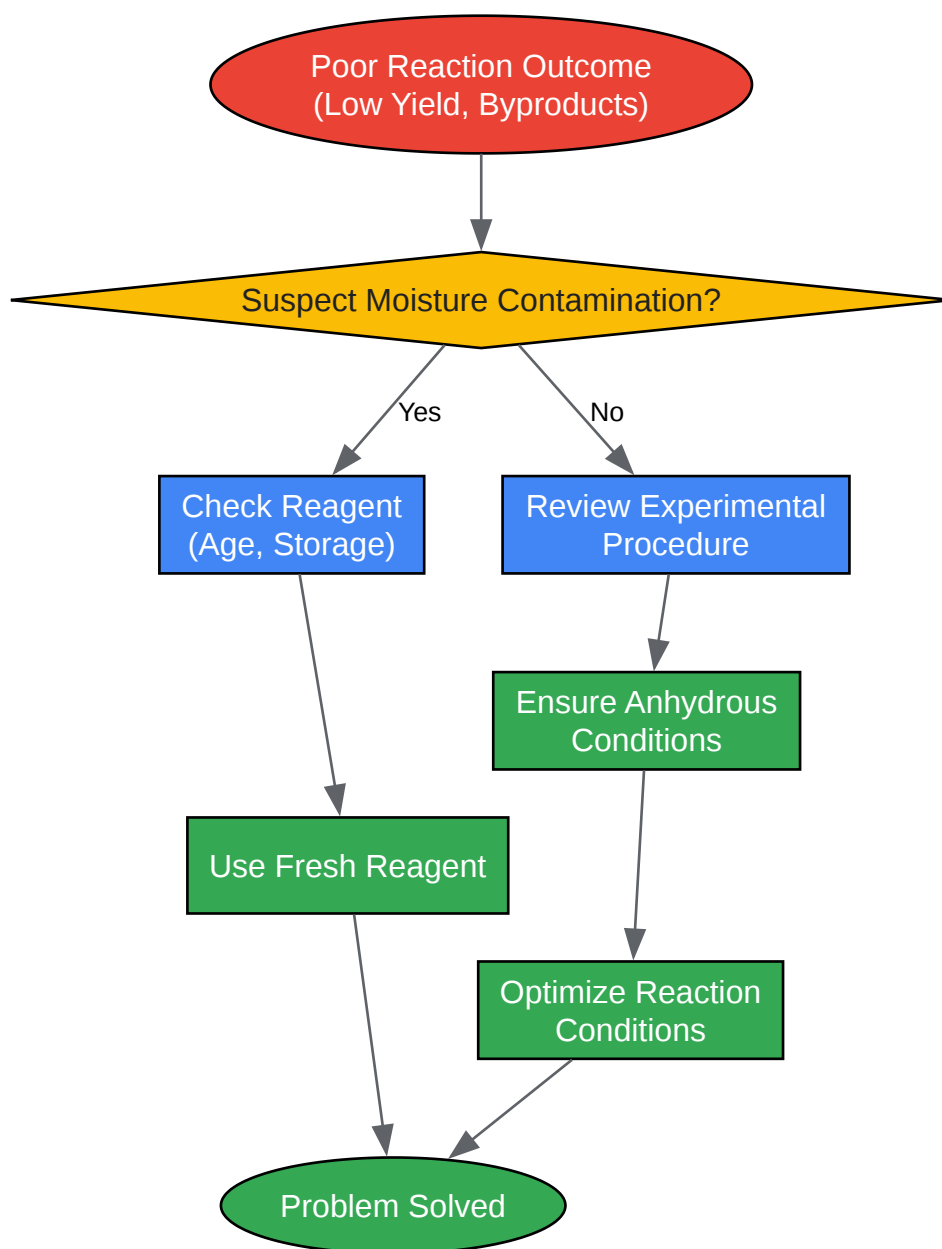 Poor Reaction Outcome
(Low Yield, Byproducts)
Suspect Moisture Contamination?
Yes
No
Check Reagent
(Age, Storage)
Review Experimental
Procedure
Ensure Anhydrous
Conditions
Use Fresh Reagent
Optimize Reaction
Conditions
Problem Solved